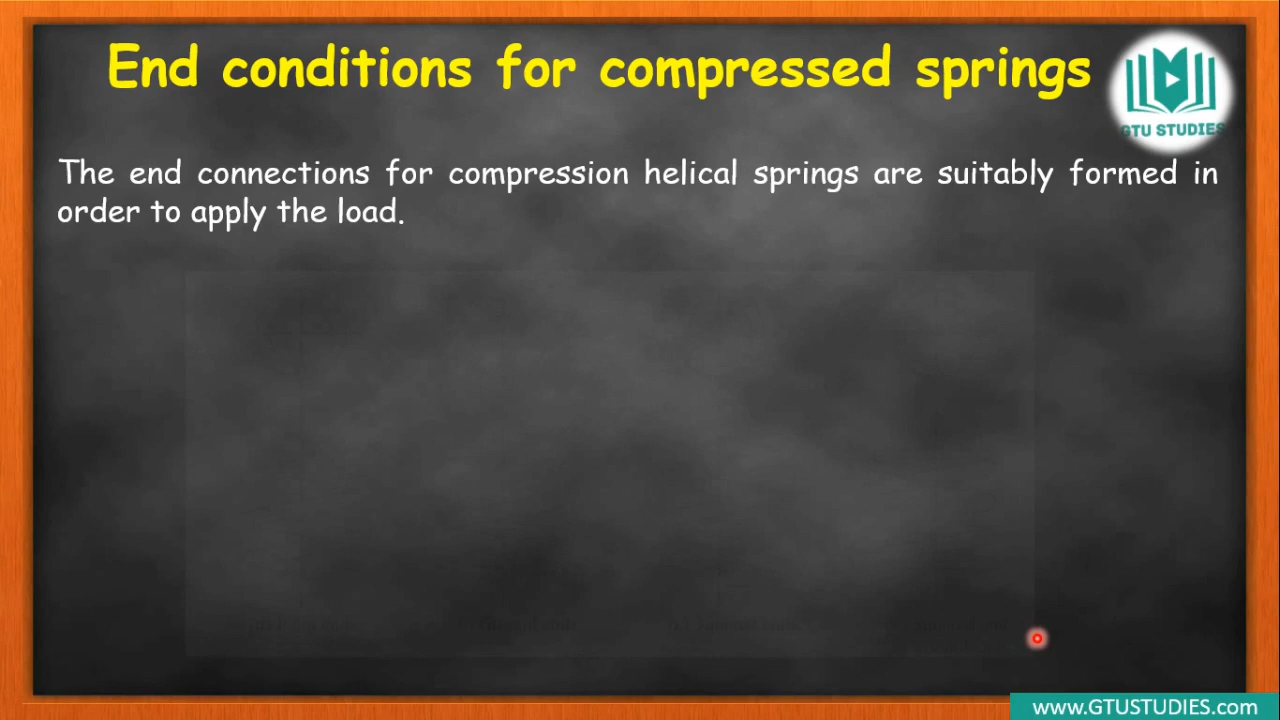 End conditions for compressed springs
GTU STUDIES
The end connections for compression helical springs are suitably formed in
order to apply the load.
www.GTUSTUDIES.com